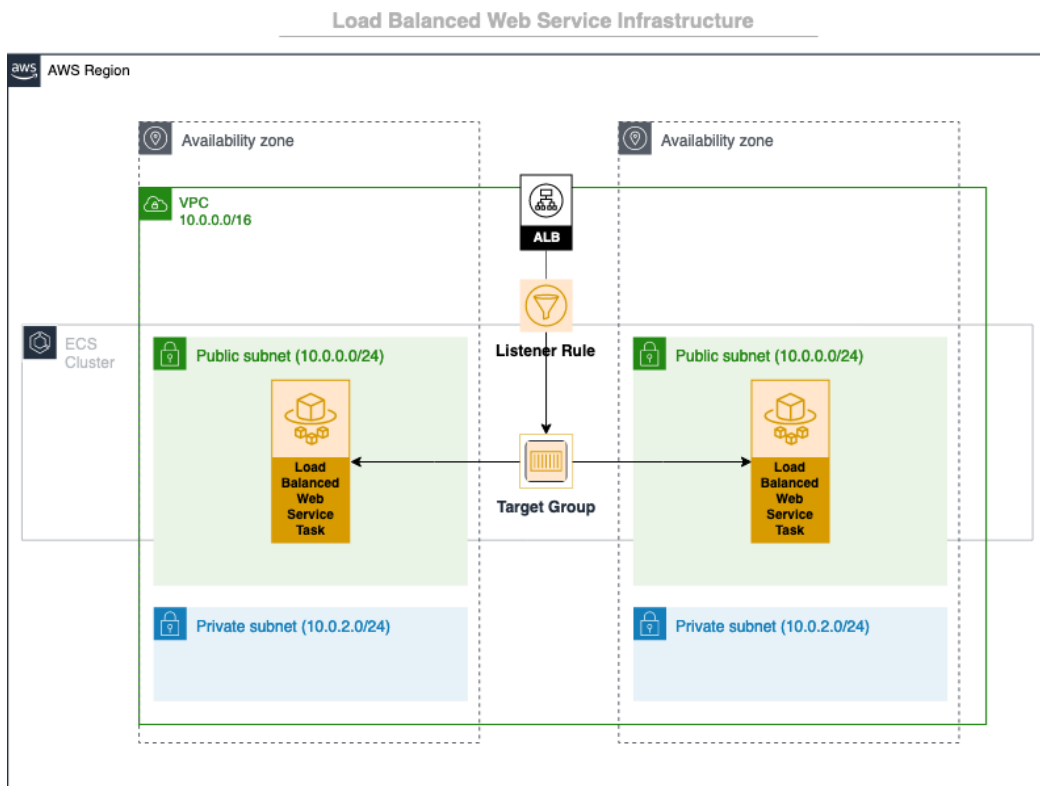 Load Balanced Web Service Infrastructure
aws
AWS Region
Availability zone
Availability zone
VPC
10.0.0.0/16
ALB
ECS
Cluster
Listener Rule
Public subnet (10.0.0.0/24)
Public subnet (10.0.0.0/24)
Load
Balanced
Web
Service
Task
Target Group
Load
Balanced
Web
Service
Task
Private subnet (10.0.2.0/24)
Private subnet (10.0.2.0/24)